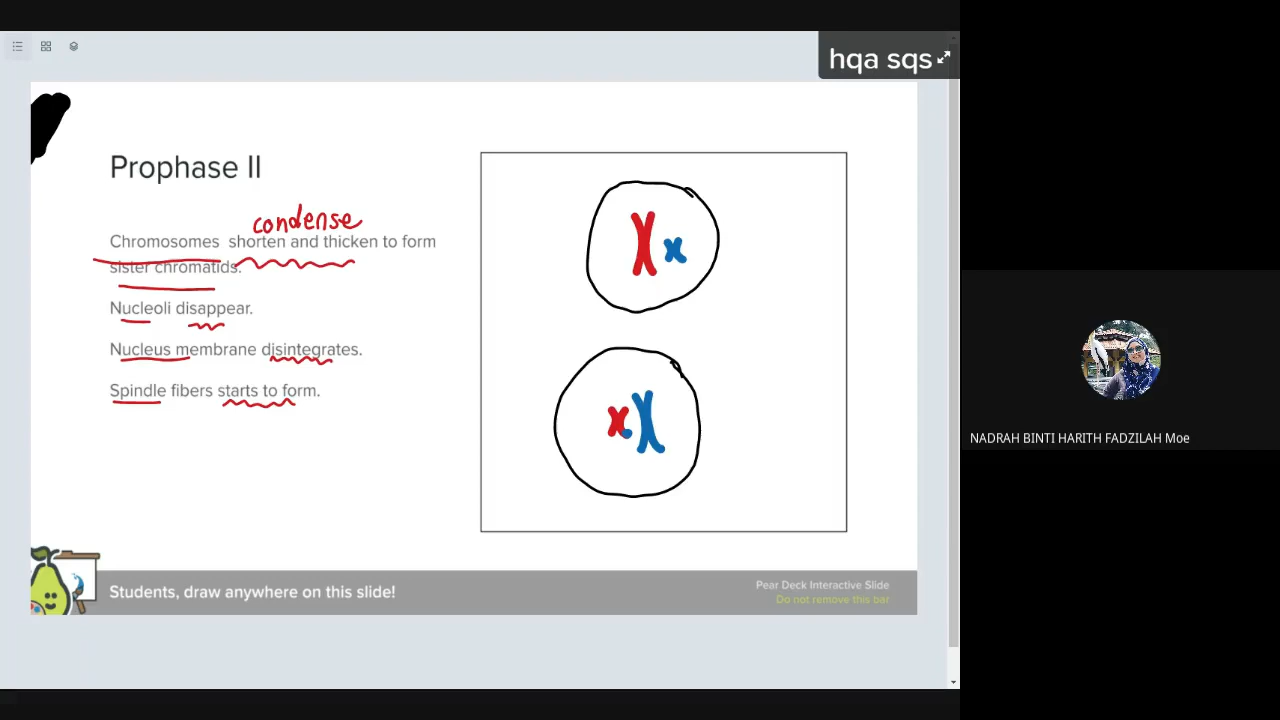 hqa sqs
Prophase II
condense
Chromosomes shorten and thicken to form
sister chromatids.
Nucleoli disappear.
Nucleus membrane disintegrates.
Spindle fibers starts to form.
Students, draw anywhere on this slide!
Pear Deck Interactive Slide
Do not remove this bar
NADRAH BINTI HARITH FADZILAH Moe